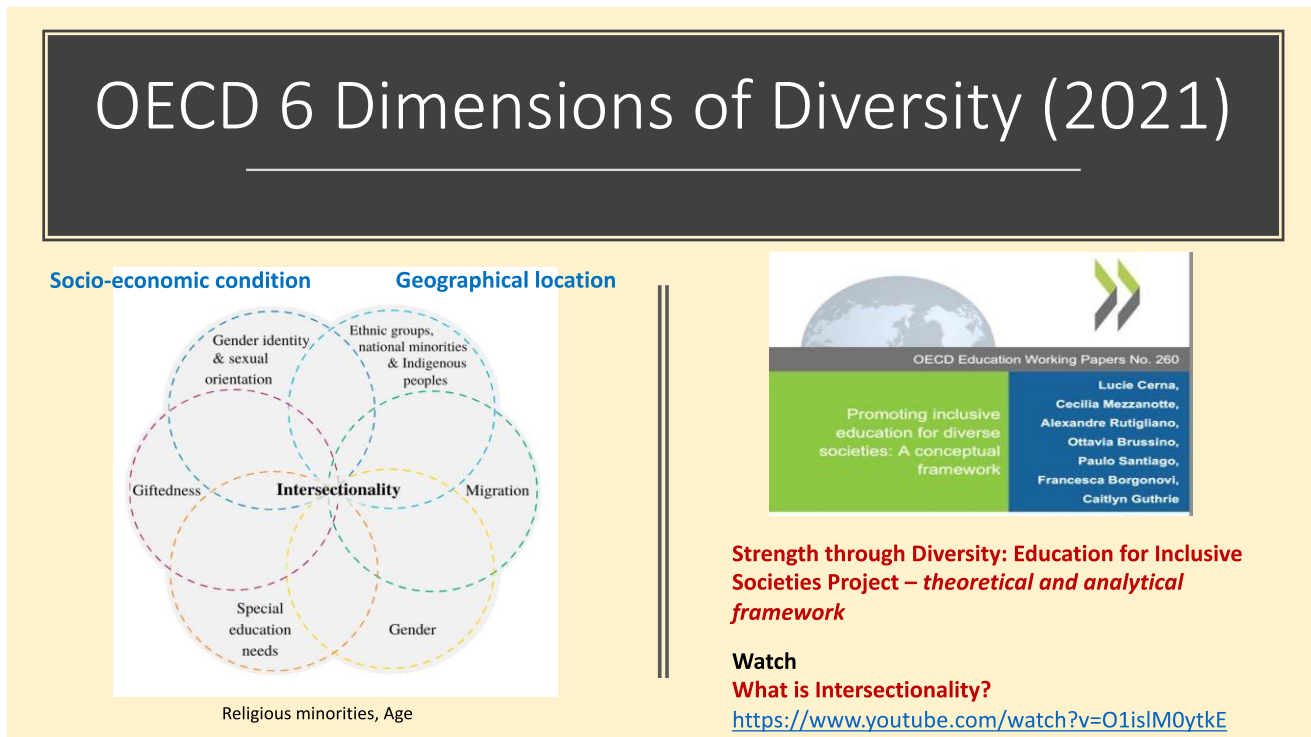 OECD 6 Dimensions of Diversity (2021)
Socio-economic condition
Geographical location
Gender identity
& sexual
orientation
Ethnic groups,
national minorities
& Indigenous
peoples
Giftedness
Intersectionality
Migration
Special
education
needs
Gender
Religious minorities, Age
OECD Education Working Papers No. 260
Promoting inclusive
education for diverse
societies: A conceptual
framework
Lucie Cerna,
Cecilia Mezzanotte,
Alexandre Rutigliano,
Ottavia Brussino,
Paulo Santiago,
Francesca Borgonovi,
Caitlyn Guthrie
Strength through Diversity: Education for Inclusive
Societies Project – theoretical and analytical
framework
Watch
What is Intersectionality?
https://www.youtube.com/watch?v=O1islM0ytkE